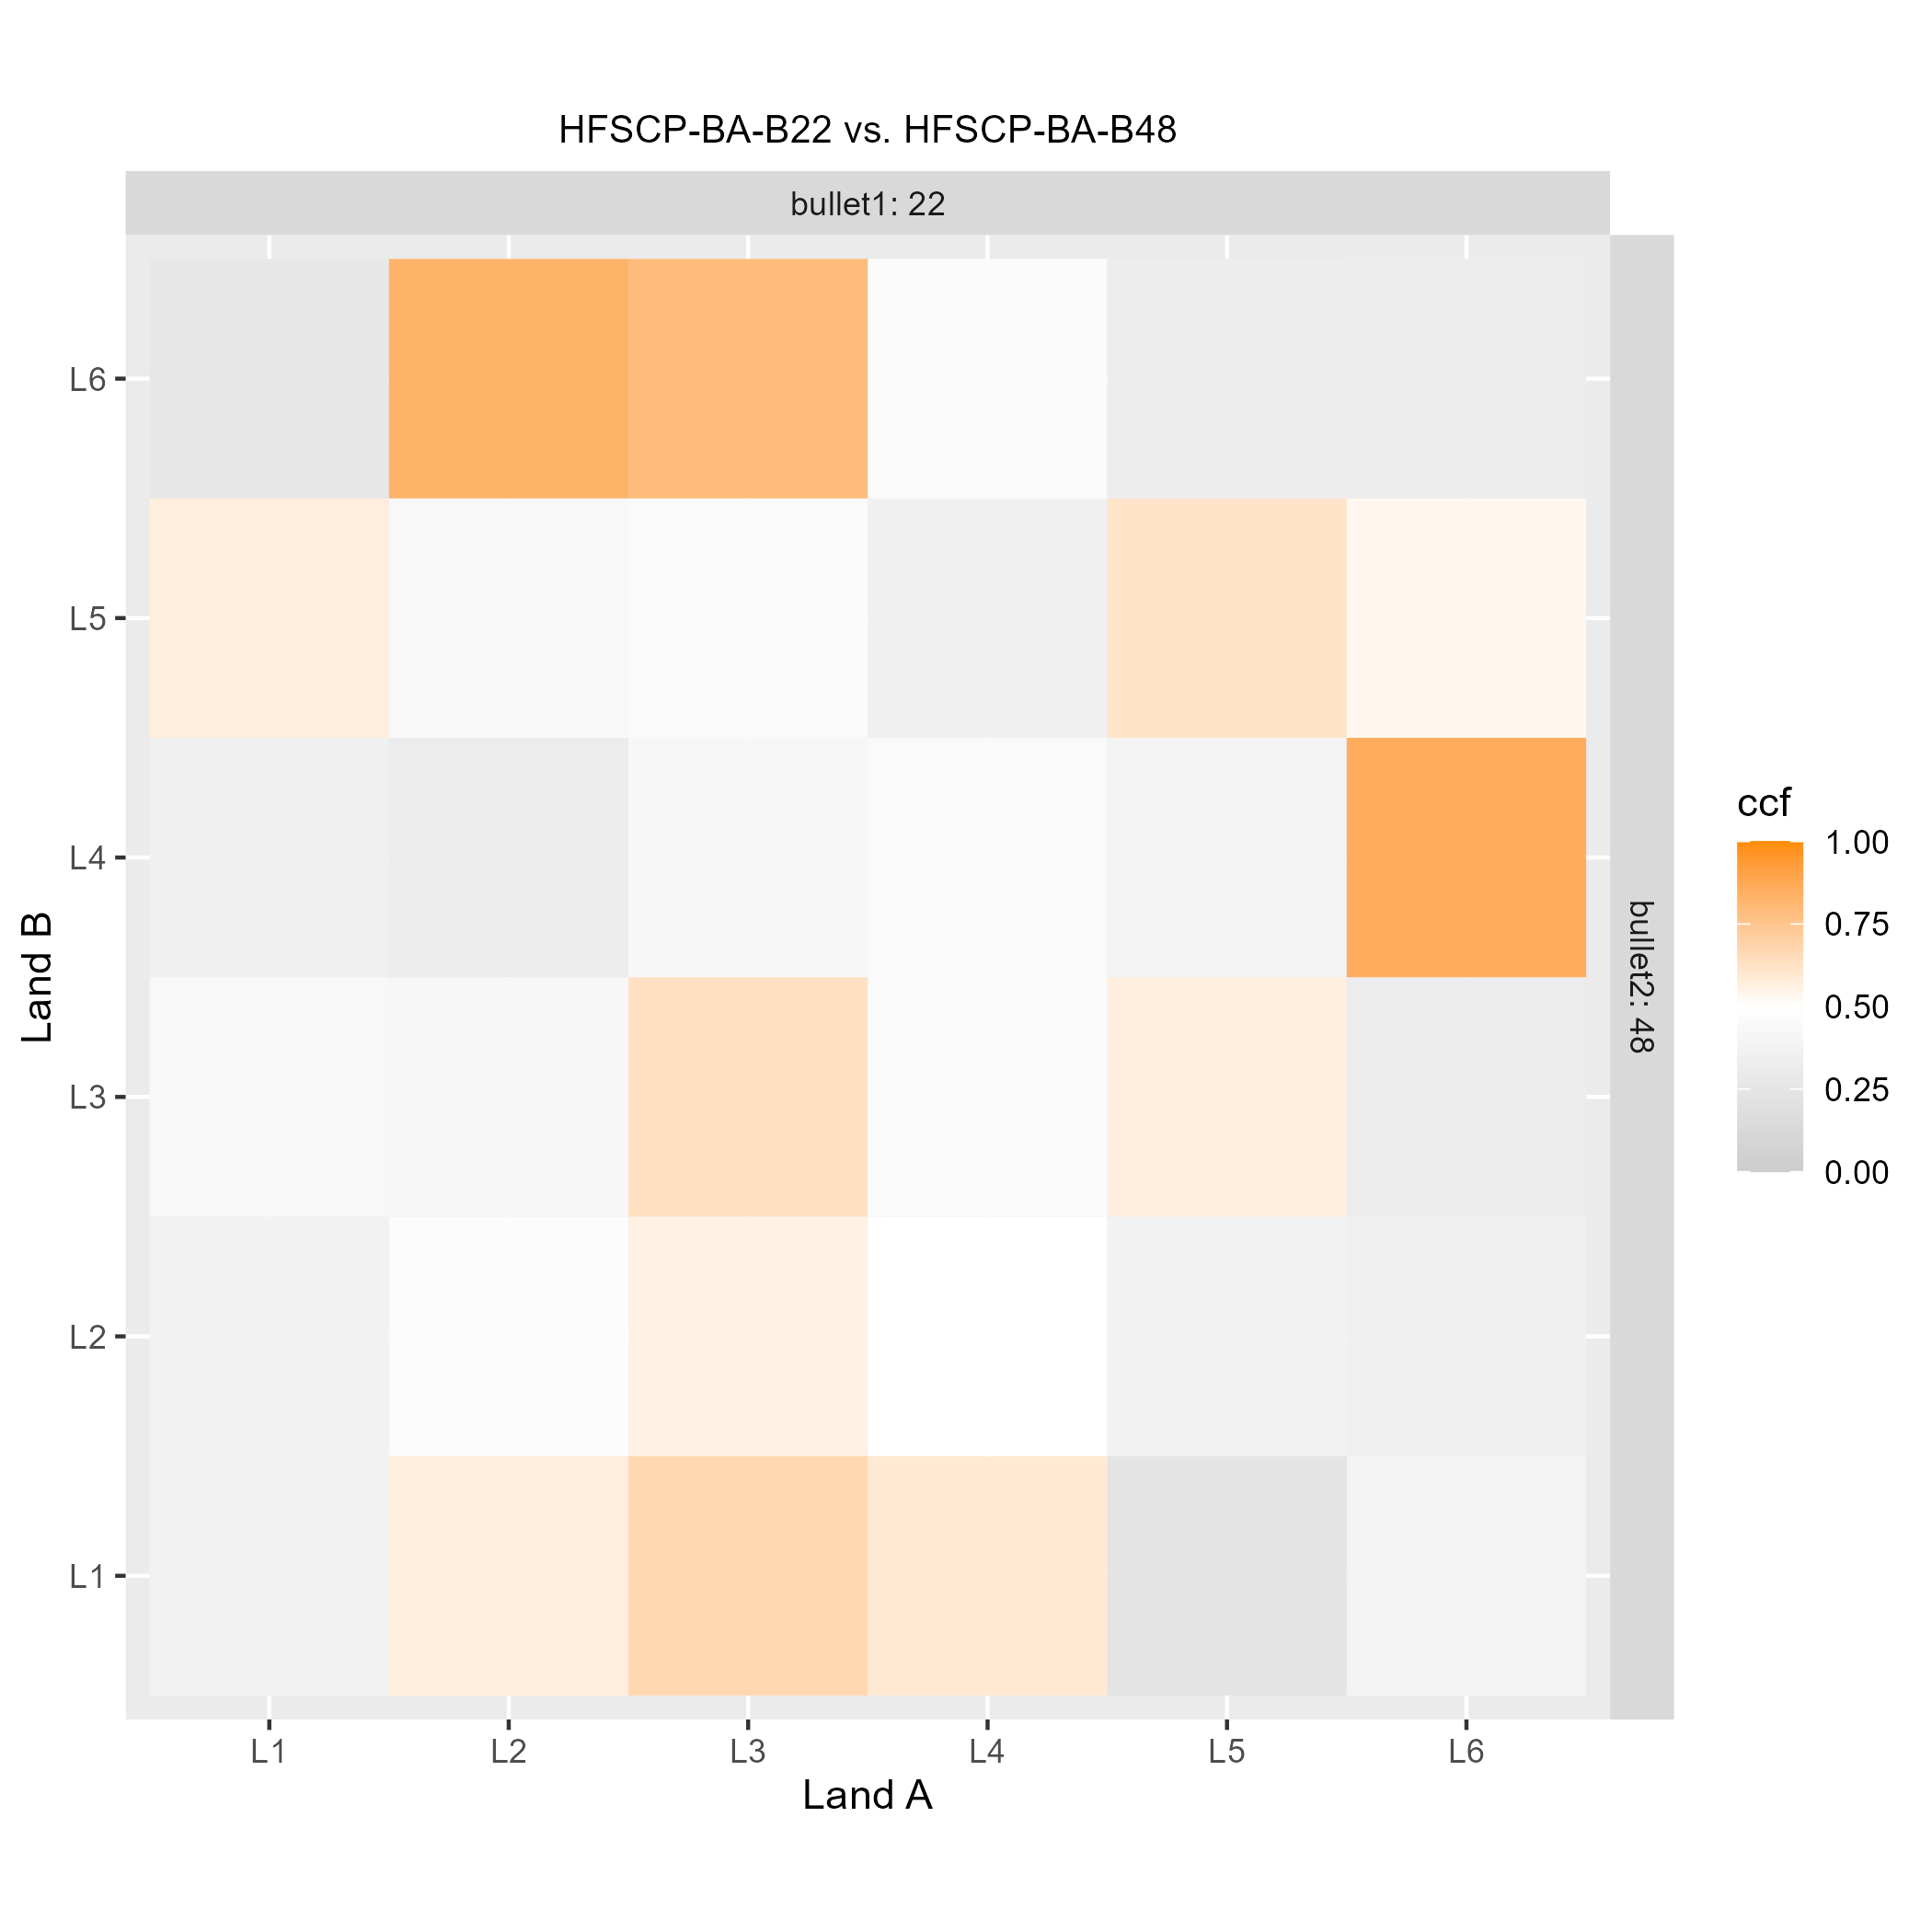 HFSCP-BA-B22 vs. HFSCP-BA-B48
bullet1: 22
L6
L5
L4
L3
L2
L1
Land B
bullet2: 48
L1 L2 L3 L4 L5 L6
Land A
ccf
1.00
0.75
0.50
0.25
0.00